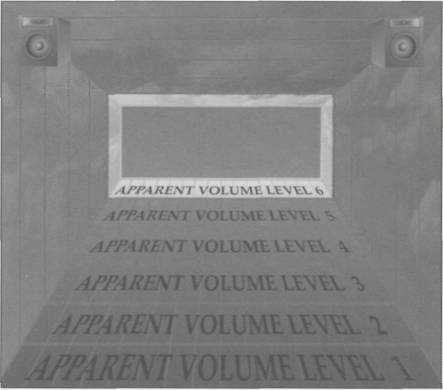 APPARENT VOLUME LEVEL 6
APPARENT VOLUME LEVEL 5
APPARENT VOLUME LEVEL 4
APPARENT VOLUME LEVEL 3
APPARENT VOLUME LEVEL 2
APPARENT VOLUME LEVEL 1